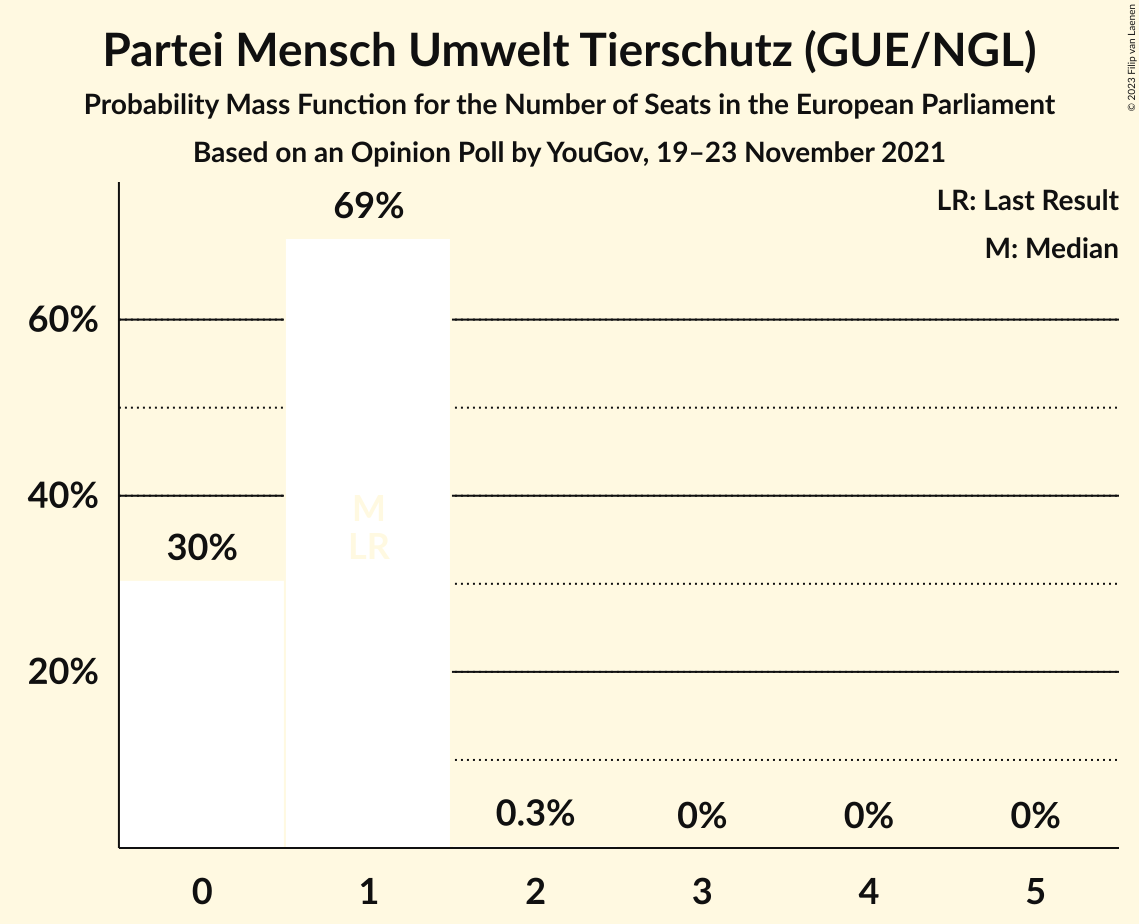 Partei Mensch Umwelt Tierschutz (GUE/NGL)
Probability Mass Function for the Number of Seats in the European Parliament
Based on an Opinion Poll by YouGov, 19–23 November 2021
© 2023 Filip van Laenen
LR: Last Result
M: Median
69%
60%
40%
M
LR
30%
20%
0.3%
0%
0%
0%
0
1
2
3
4
5